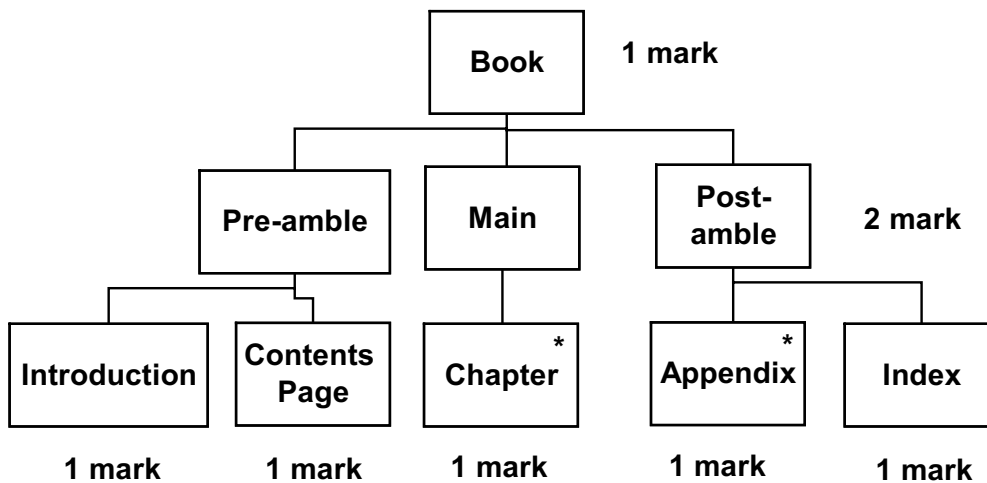 Book
1 mark
Pre-amble
Main
Post-
amble
2 mark
Introduction
Contents
Page
*
Chapter
*
Appendix
Index
1 mark
1 mark
1 mark
1 mark
1 mark